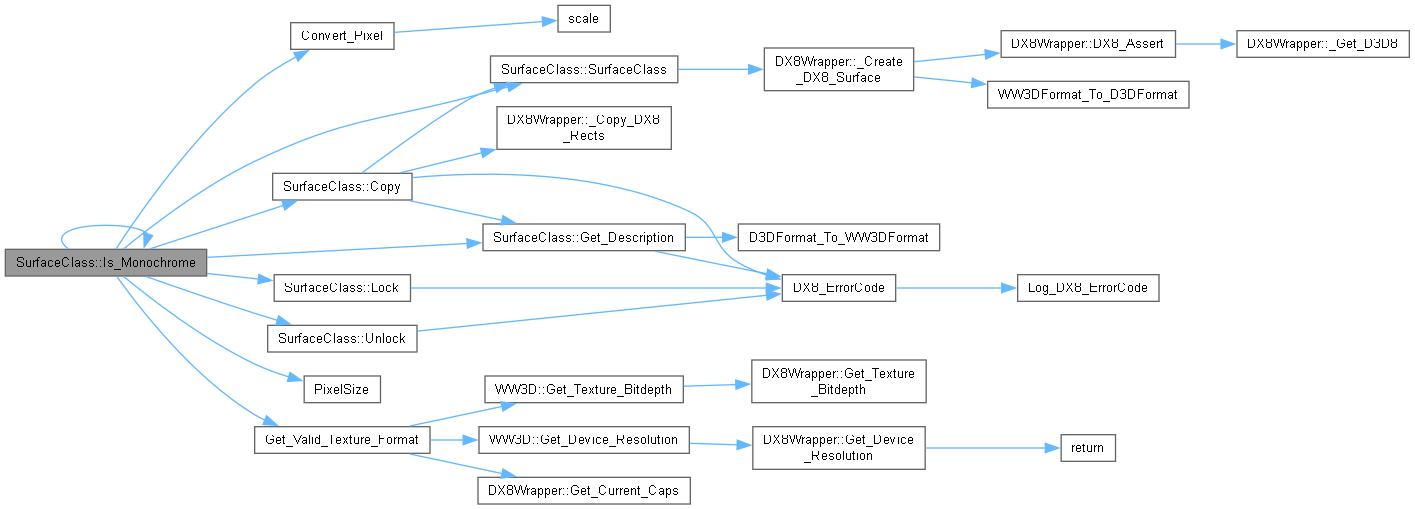 scale
Convert_Pixel
DX8Wrapper::DX8_Assert
DX8Wrapper::_Get_D3D8
SurfaceClass::SurfaceClass
DX8Wrapper::_Create
_DX8_Surface
WW3DFormat_To_D3DFormat
DX8Wrapper::_Copy_DX8
_Rects
SurfaceClass::Copy
SurfaceClass::Get_Description
D3DFormat_To_WW3DFormat
SurfaceClass::Is_Monochrome
SurfaceClass::Lock
DX8_ErrorCode
Log_DX8_ErrorCode
SurfaceClass::Unlock
PixelSize
WW3D::Get_Texture_Bitdepth
DX8Wrapper::Get_Texture
_Bitdepth
Get_Valid_Texture_Format
WW3D::Get_Device_Resolution
DX8Wrapper::Get_Device
_Resolution
return
DX8Wrapper::Get_Current_Caps